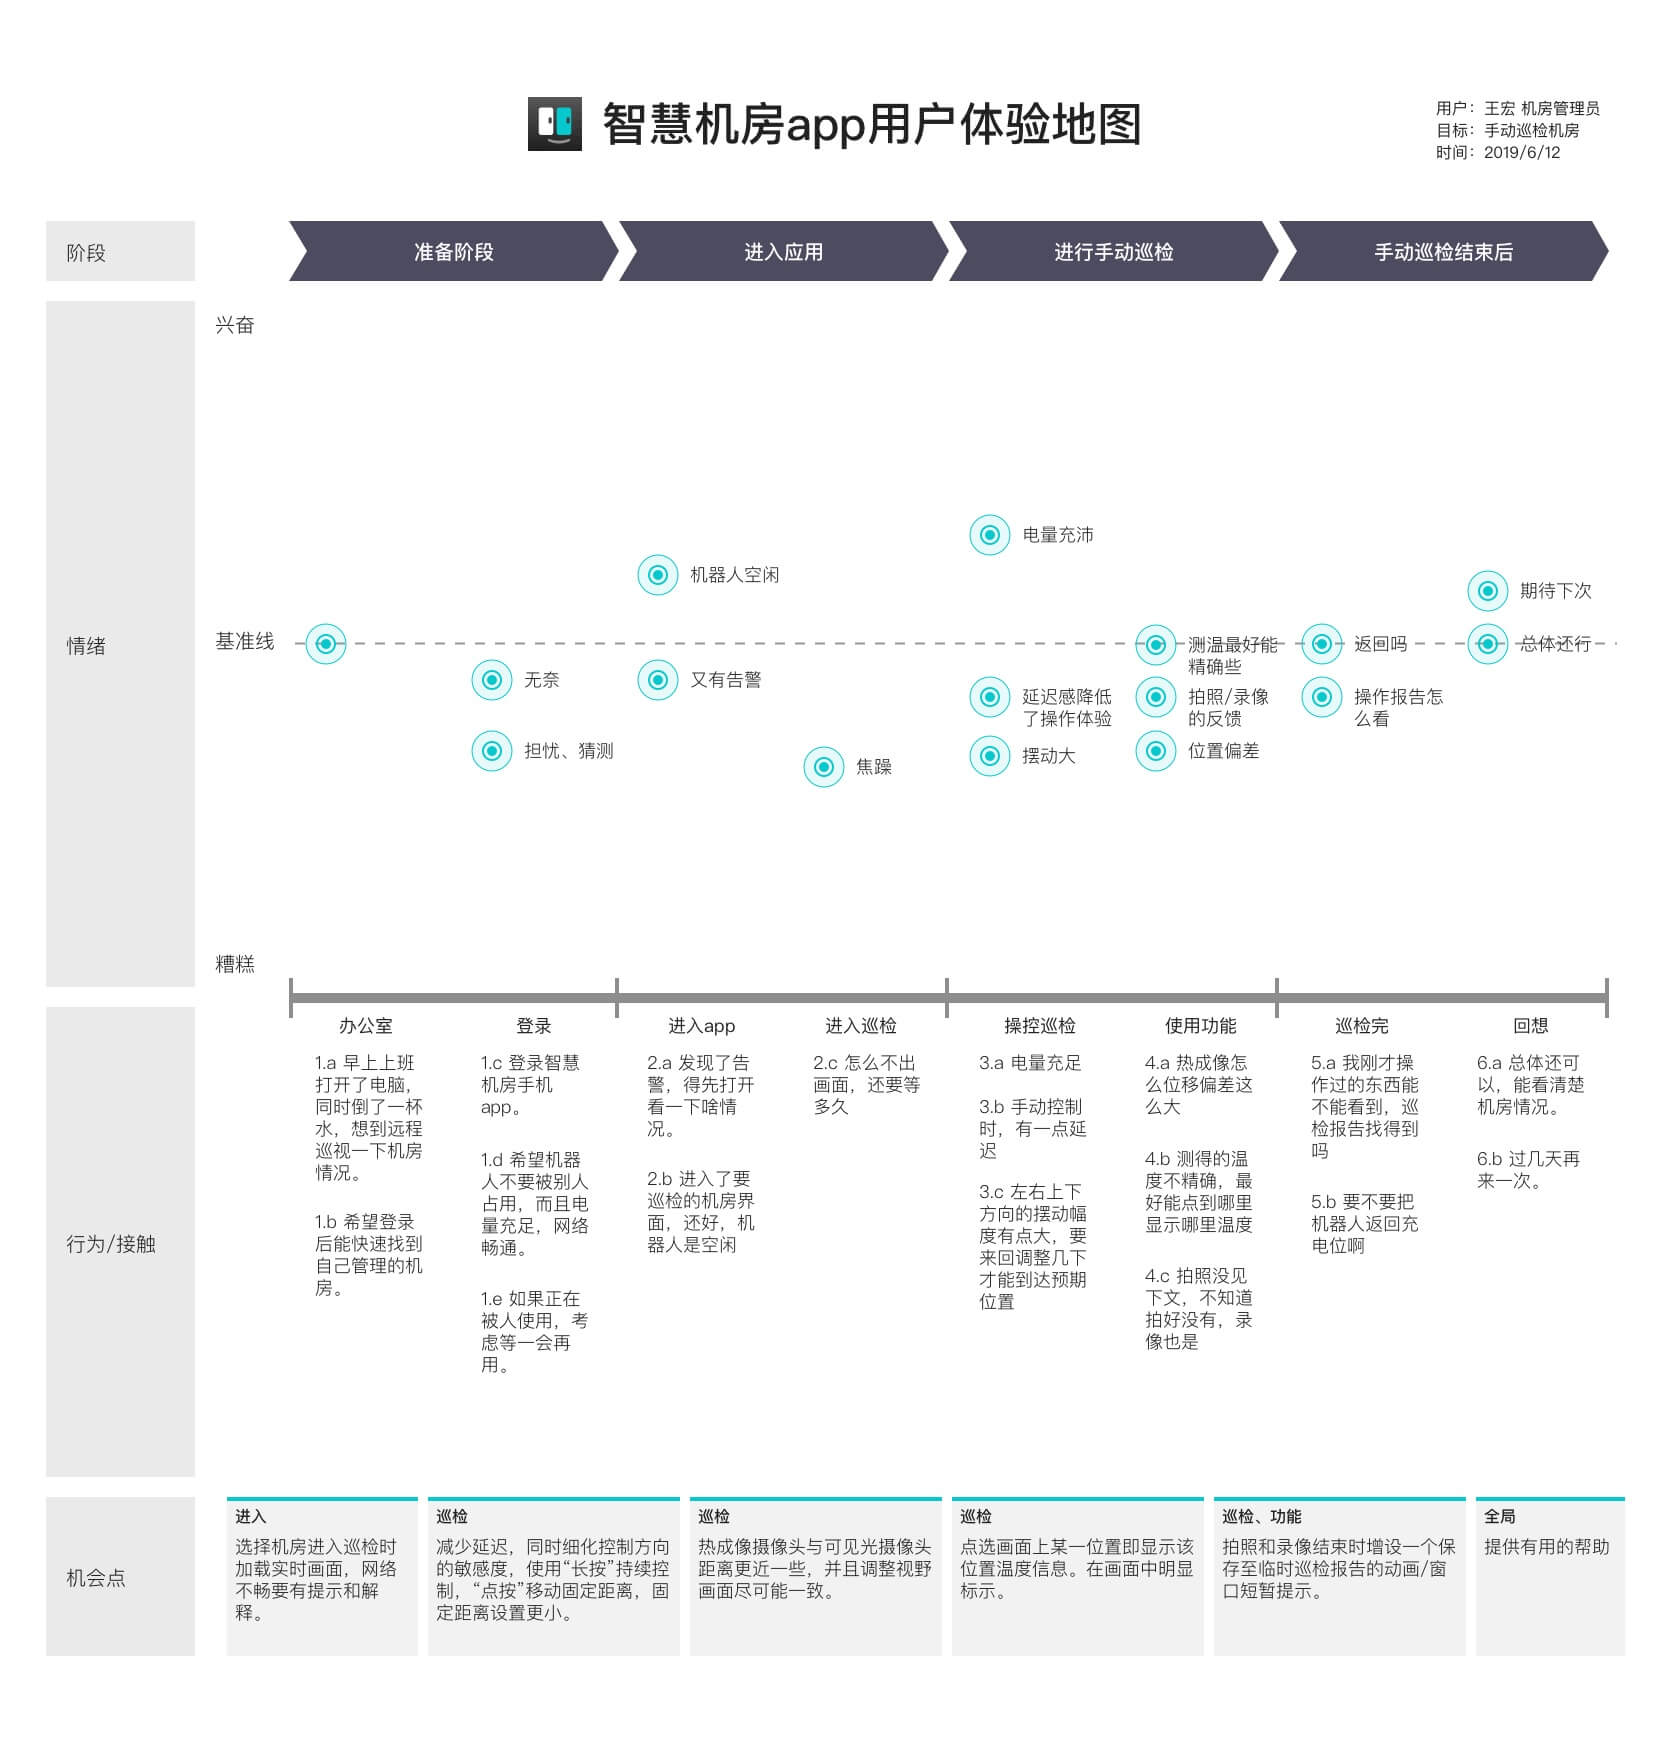 智慧机房app用户体验地图
用户：王宏 机房管理员
目标：手动巡检机房
时间：2019/6/12
阶段
准备阶段
进入应用
进行手动巡检
手动巡检结束后
情绪
兴奋
基准线
糟糕
无奈
担忧、猜测
机器人空闲
又有告警
焦躁
电量充沛
延迟感降低
了操作体验
摆动大
测温最好能
精确些
拍照/录像
的反馈
位置偏差
返回吗
操作报告怎
么看
期待下次
总体还行
行为/接触
办公室
1.a 早上上班
打开了电脑，
同时倒了一杯
水，想到远程
巡视一下机房
情况。
1.b 希望登录
后能快速找到
自己管理的机
房。
登录
1.c 登录智慧
机房手机
app。
1.d 希望机器
人不要被别人
占用，而且电
量充足，网络
畅通。
1.e 如果正在
被人使用，考
虑等一会再
用。
进入app
2.a 发现了告
警，得先打开
看一下啥情
况。
2.b 进入了要
巡检的机房界
面，还好，机
器人是空闲
进入巡检
2.c 怎么不出
画面，还要等
多久
操控巡检
3.a 电量充足
3.b 手动控制
时，有一点延
迟
3.c 左右上下
方向的摆动幅
度有点大，要
来回调整几下
才能到达预期
位置
使用功能
4.a 热成像怎
么位移偏差这
么大
4.b 测得的温
度不精确，最
好能点到哪里
显示哪里温度
4.c 拍照没见
下文，不知道
拍好没有，录
像也是
巡检完
5.a 我刚才操
作过的东西能
不能看到，巡
检报告找得到
吗
5.b 要不要把
机器人返回充
电位啊
回想
6.a 总体还可
以，能看清楚
机房情况。
6.b 过几天再
来一次。
机会点
进入
选择机房进入巡检时
加载实时画面，网络
不畅要有提示和解
释。
巡检
减少延迟，同时细化控制方向
的敏感度，使用“长按”持续控
制，“点按”移动固定距离，固
定距离设置更小。
巡检
热成像摄像头与可见光摄像头
距离更近一些，并且调整视野
画面尽可能一致。
巡检
点选画面上某一位置即显示该
位置温度信息。在画面中明显
标示。
巡检、功能
拍照和录像结束时增设一个保
存至临时巡检报告的动画/窗
口短暂提示。
全局
提供有用的帮助